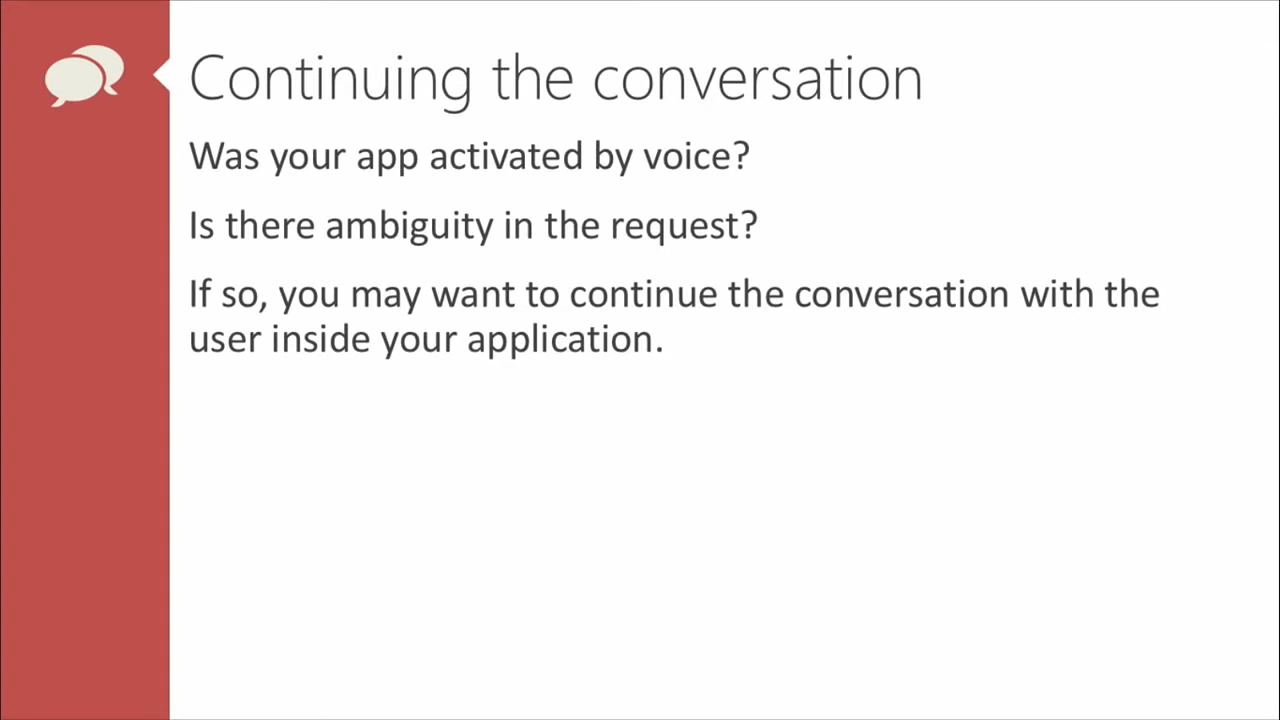 Continuing the conversation
Was your app activated by voice?
Is there ambiguity in the request?
If so, you may want to continue the conversation with the
user inside your application.